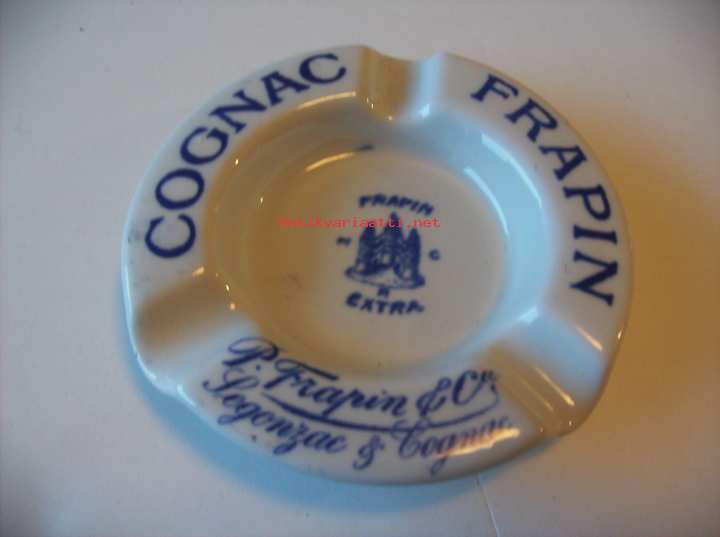 COGNAC FRAPIN
FRAPIN
antikvariaatti.net
EXTRA
P. Frapin & Co
Segonzac & Cognac